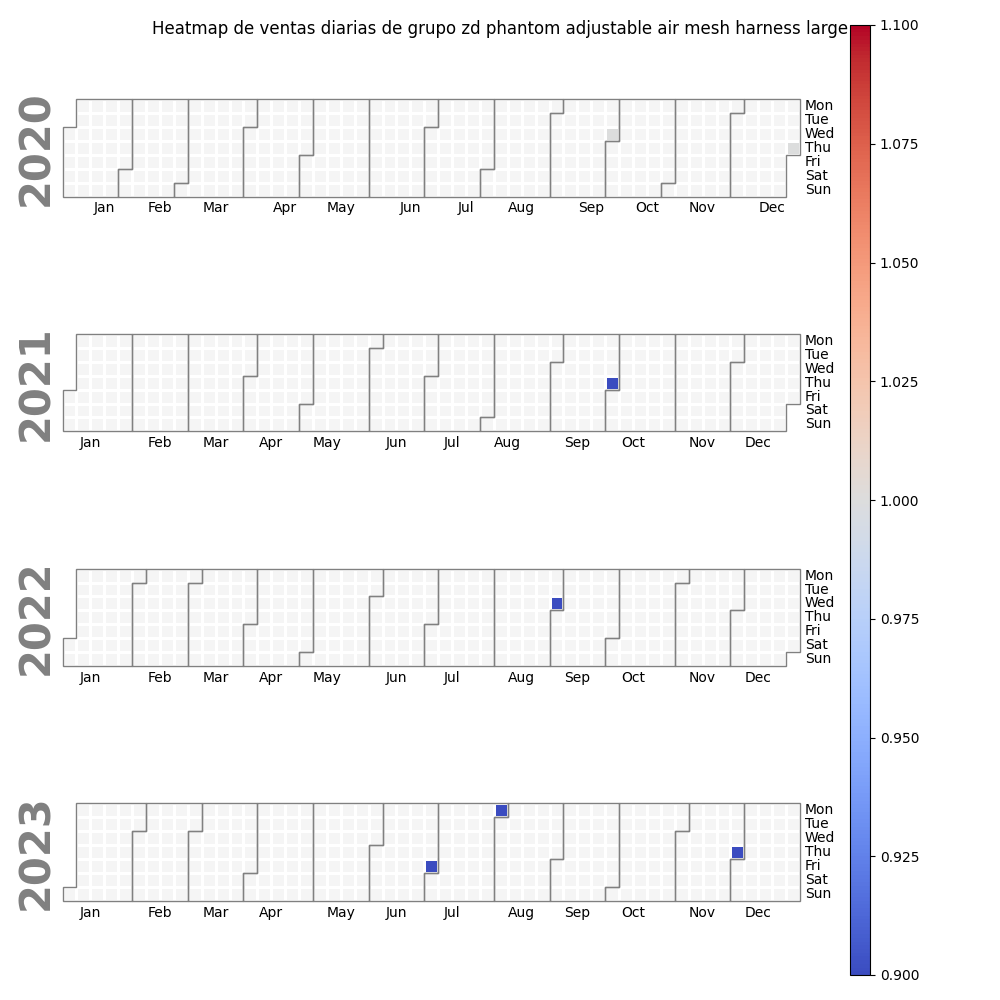 Heatmap de ventas diarias de grupo zd phantom adjustable air mesh harness large
2020
Mon
Tue
Wed
Thu
Fri
Sat
Sun
Jan Feb Mar Apr May Jun Jul Aug Sep Oct Nov Dec
2021
Mon
Tue
Wed
Thu
Fri
Sat
Sun
Jan Feb Mar Apr May Jun Jul Aug Sep Oct Nov Dec
2022
Mon
Tue
Wed
Thu
Fri
Sat
Sun
Jan Feb Mar Apr May Jun Jul Aug Sep Oct Nov Dec
2023
Mon
Tue
Wed
Thu
Fri
Sat
Sun
Jan Feb Mar Apr May Jun Jul Aug Sep Oct Nov Dec
1.100
1.075
1.050
1.025
1.000
0.975
0.950
0.925
0.900